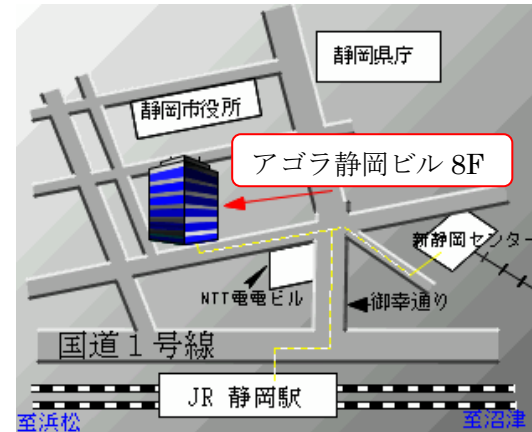 静岡県庁
静岡市役所
アゴラ静岡ビル 8F
新静岡センター
NTT電電ビル
御幸通り
国道1号線
JR 静岡駅
至浜松
至沼津